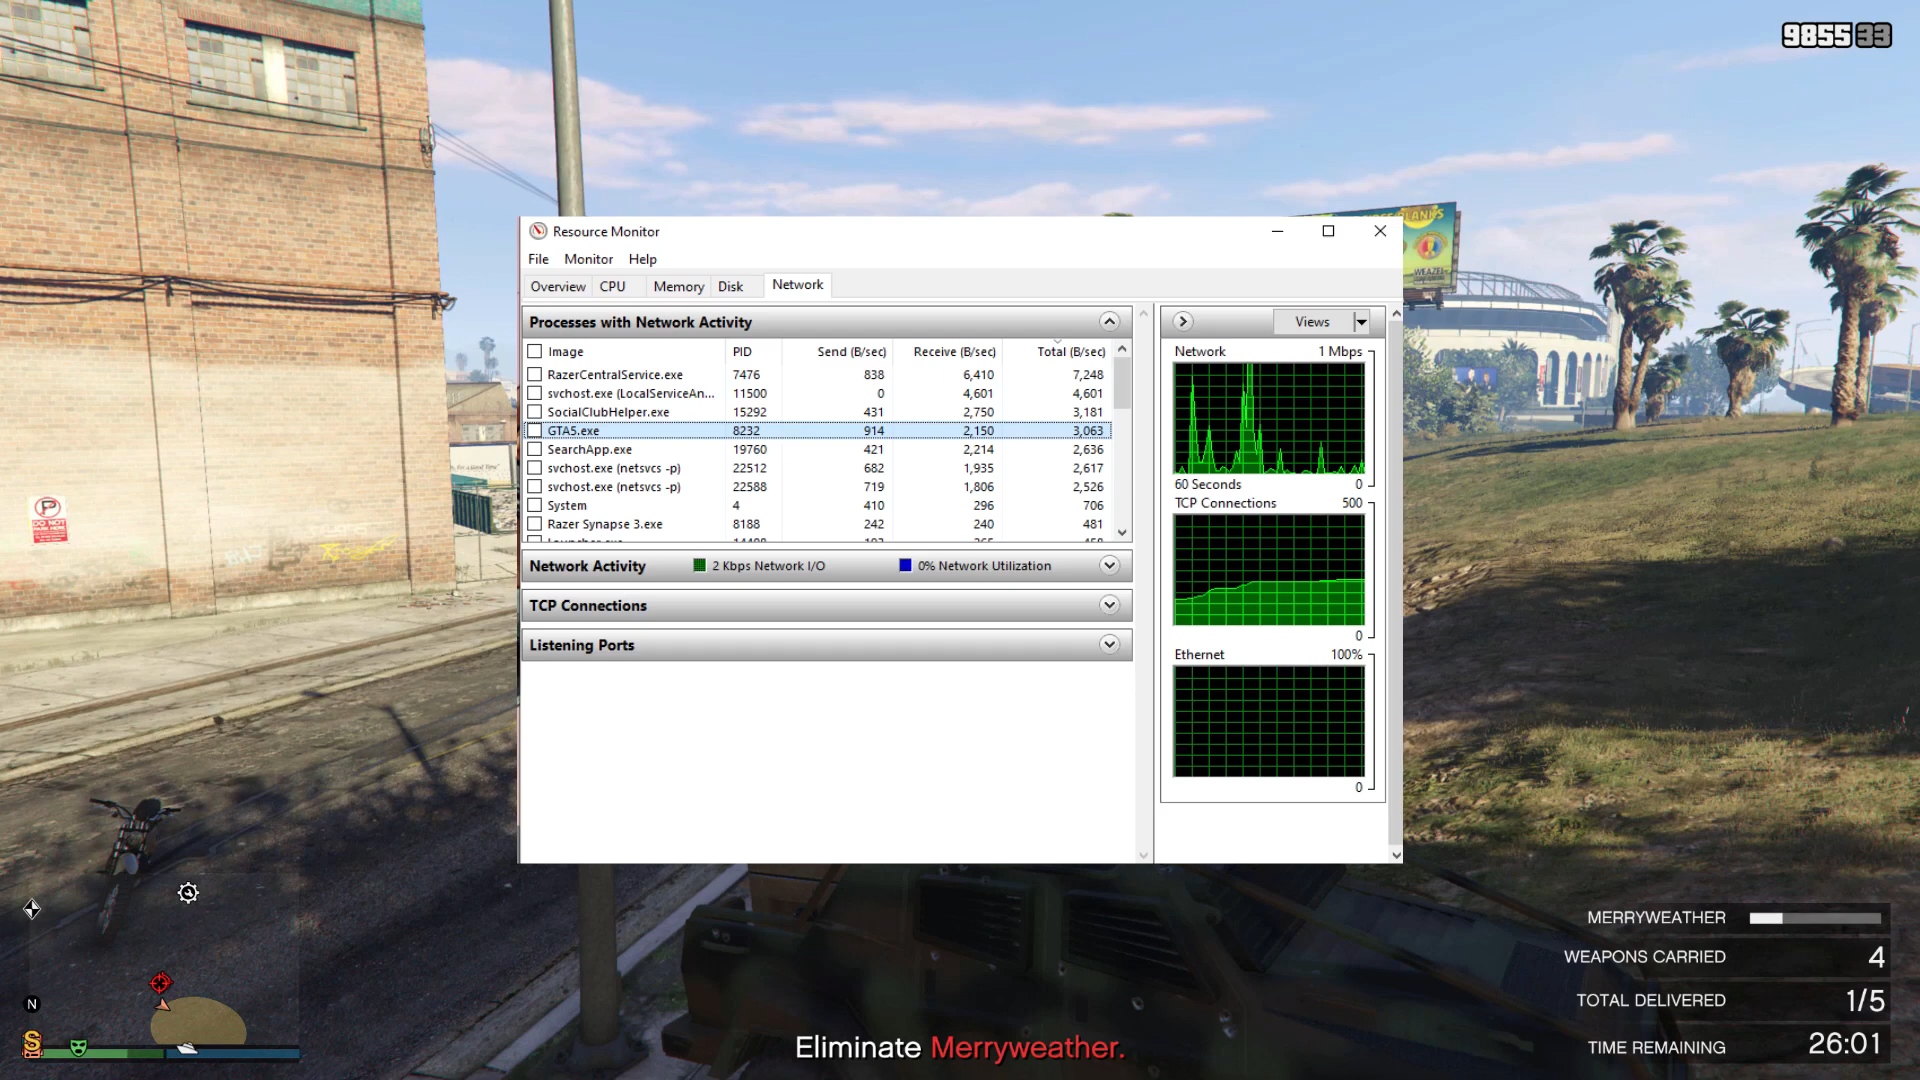 9855 33
Resource Monitor
File Monitor Help
Overview CPU Memory Disk Network
Processes with Network Activity
Image PID Send (B/sec) Receive (B/sec) Total (B/sec)
RazerCentralService.exe 7476 838 6,410 7,248
svchost.exe (LocalServiceAn... 11500 0 4,601 4,601
SocialClubHelper.exe 15292 431 2,750 3,181
GTA5.exe 8232 914 2,150 3,063
SearchApp.exe 19760 421 2,214 2,636
svchost.exe (netsvcs -p) 22512 682 1,935 2,617
svchost.exe (netsvcs -p) 22588 719 1,806 2,526
System 4 410 296 706
Razer Synapse 3.exe 8188 242 240 481
Network Activity 2 Kbps Network I/O 0% Network Utilization
TCP Connections
Listening Ports
Views
Network 1 Mbps
60 Seconds 0
TCP Connections 500
0
Ethernet 100%
0
WEAZEL
P
DO NOT
N
S
Eliminate Merryweather.
MERRYWEATHER
WEAPONS CARRIED 4
TOTAL DELIVERED 1/5
TIME REMAINING 26:01